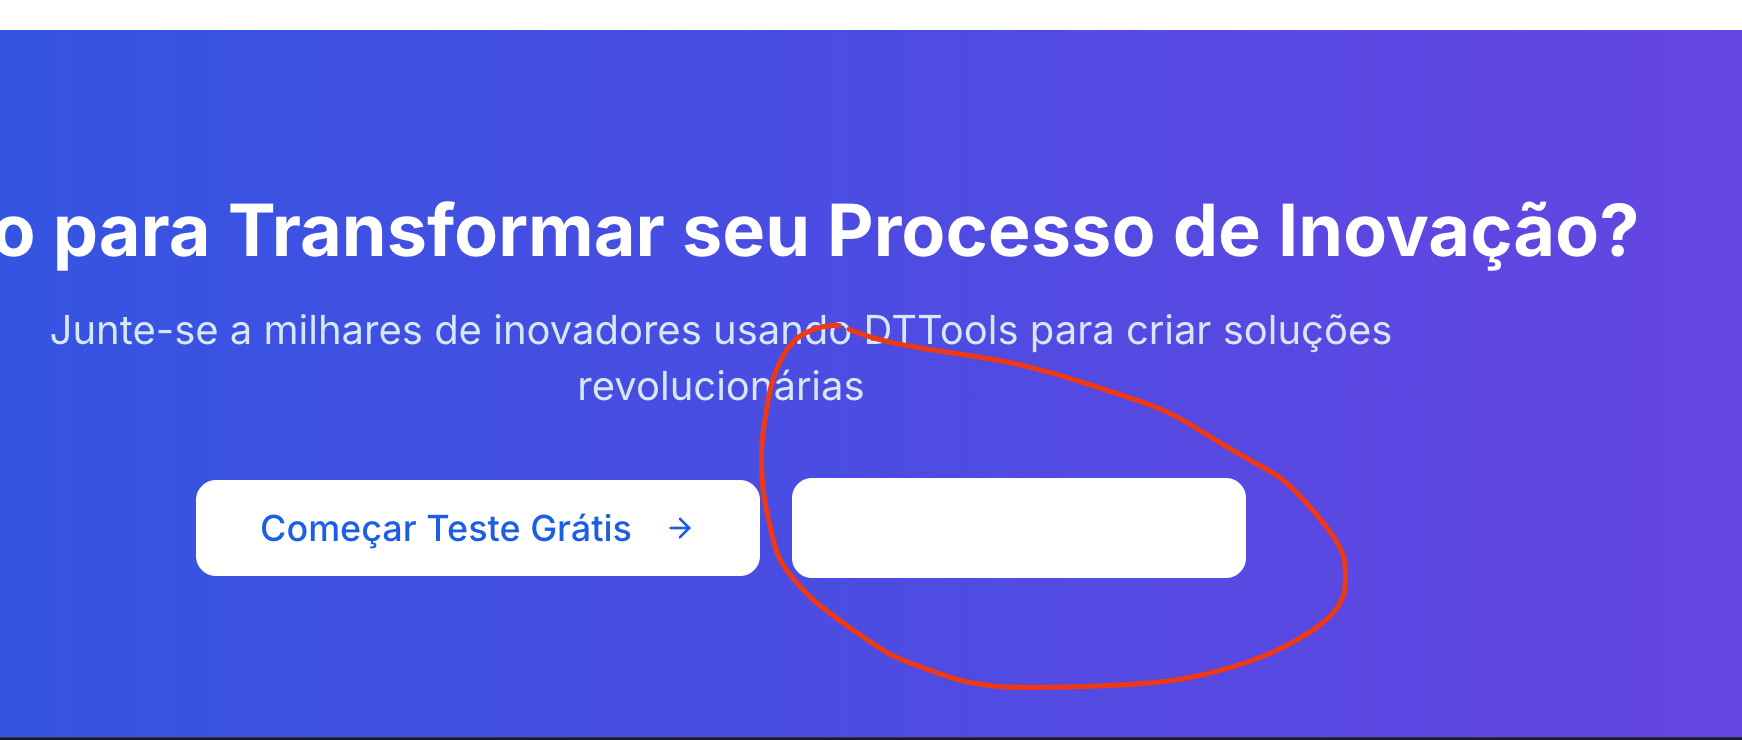 o para Transformar seu Processo de Inovação?
Junte-se a milhares de inovadores usando DTTools para criar soluções
revolucionárias
Começar Teste Grátis →